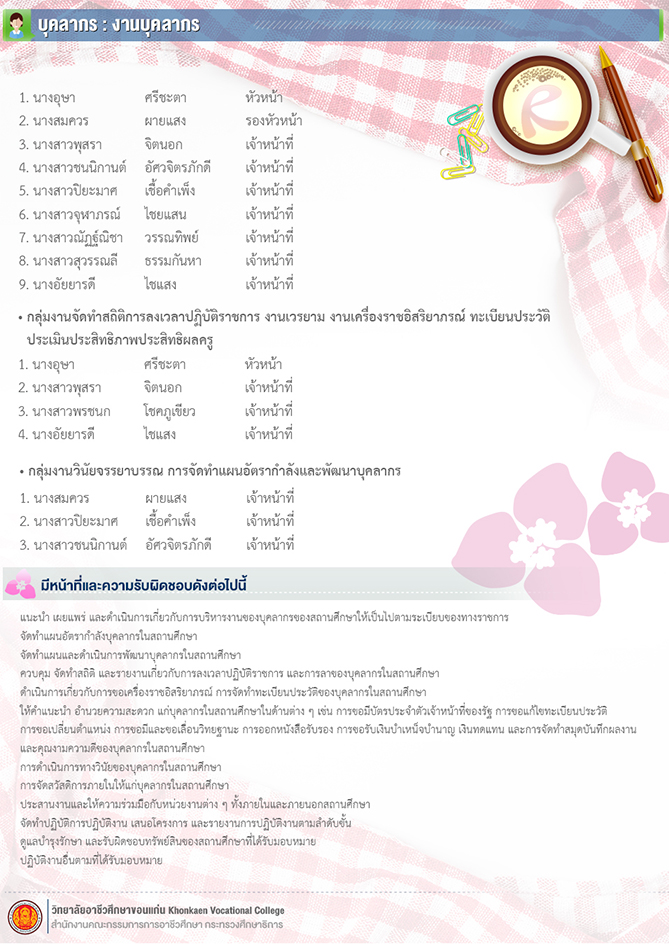 บุคลากร : งานบุคลากร
1. นางอุษา ศรีชะตา หัวหน้า
2. นางสมควร ผายแสง รองหัวหน้า
3. นางสาวพุสรา จิตนอก เจ้าหน้าที่
4. นางสาวชนนิกานต์ อัศวจิตรภักดี เจ้าหน้าที่
5. นางสาวปิยะมาศ เชื้อคำเพ็ง เจ้าหน้าที่
6. นางสาวจุฬาภรณ์ ไชยแสน เจ้าหน้าที่
7. นางสาวณัฏฐ์ณิชา วรรณทิพย์ เจ้าหน้าที่
8. นางสาวสุวรรณลี ธรรมกันหา เจ้าหน้าที่
9. นางอัยยารตี ไชแสง เจ้าหน้าที่
• กลุ่มงานจัดทำสถิติการลงเวลาปฏิบัติราชการ งานเวรยาม งานเครื่องราชอิสริยาภรณ์ ทะเบียนประวัติ
ประเมินประสิทธิภาพประสิทธิผลครู
1. นางอุษา ศรีชะตา หัวหน้า
2. นางสาวพุสรา จิตนอก เจ้าหน้าที่
3. นางสาวพรชนก โชคภูเขียว เจ้าหน้าที่
4. นางอัยยารตี ไชแสง เจ้าหน้าที่
• กลุ่มงานวินัยจรรยาบรรณ การจัดทำแผนอัตรากำลังและพัฒนาบุคลากร
1. นางสมควร ผายแสง เจ้าหน้าที่
2. นางสาวปิยะมาศ เชื้อคำเพ็ง เจ้าหน้าที่
3. นางสาวชนนิกานต์ อัศวจิตรภักดี เจ้าหน้าที่
มีหน้าที่และความรับผิดชอบดังต่อไปนี้
แนะนำ เผยแพร่ และดำเนินการเกี่ยวกับการบริหารงานของบุคลากรของสถานศึกษาให้เป็นไปตามระเบียบของทางราชการ
จัดทำแผนอัตรากำลังบุคลากรในสถานศึกษา
จัดทำแผนและดำเนินการพัฒนาบุคลากรในสถานศึกษา
ควบคุม จัดทำสถิติ และรายงานเกี่ยวกับการลงเวลาปฏิบัติราชการ และการลาของบุคลากรในสถานศึกษา
ดำเนินการเกี่ยวกับการขอเครื่องราชอิสริยาภรณ์ การจัดทำทะเบียนประวัติของบุคลากรในสถานศึกษา
ให้คำแนะนำ อำนวยความสะดวก แก่บุคลากรในสถานศึกษาในด้านต่าง ๆ เช่น การขอมีบัตรประจำตัวเจ้าหน้าที่ของรัฐ การขอแก้ไขทะเบียนประวัติ
การขอเปลี่ยนตำแหน่ง การขอมีและขอเลื่อนวิทยฐานะ การออกหนังสือรับรอง การขอรับเงินบำเหน็จบำนาญ เงินทดแทน และการจัดทำสมุดบันทึกผลงาน
และคุณงามความดีของบุคลากรในสถานศึกษา
การดำเนินการทางวินัยของบุคลากรในสถานศึกษา
การจัดสวัสดิการภายในให้แก่บุคลากรในสถานศึกษา
ประสานงานและให้ความร่วมมือกับหน่วยงานต่าง ๆ ทั้งภายในและภายนอกสถานศึกษา
จัดทำปฏิบัติการปฏิบัติงาน เสนอโครงการ และรายงานการปฏิบัติงานตามลำดับขั้น
ดูแลบำรุงรักษา และรับผิดชอบทรัพย์สินของสถานศึกษาที่ได้รับมอบหมาย
ปฏิบัติงานอื่นตามที่ได้รับมอบหมาย
วิทยาลัยอาชีวศึกษาขอนแก่น Khonkaen Vocational College
สำนักงานคณะกรรมการการอาชีวศึกษา กระทรวงศึกษาธิการ